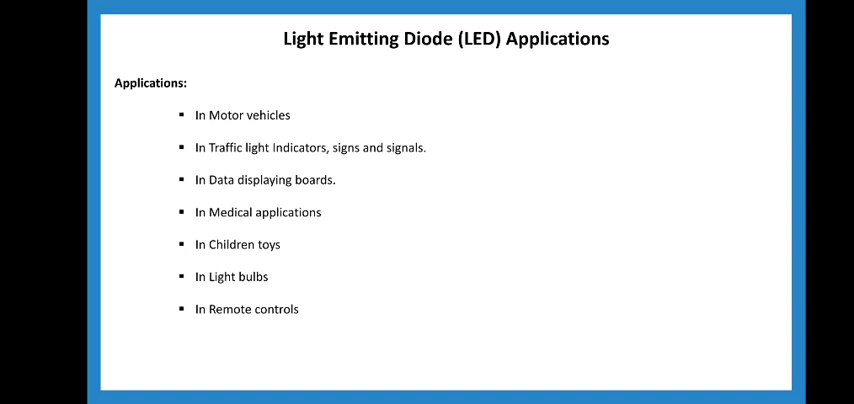 Light Emitting Diode (LED) Applications
Applications:
▪ In Motor vehicles
▪ In Traffic light Indicators, signs and signals.
▪ In Data displaying boards.
▪ In Medical applications
▪ In Children toys
▪ In Light bulbs
▪ In Remote controls